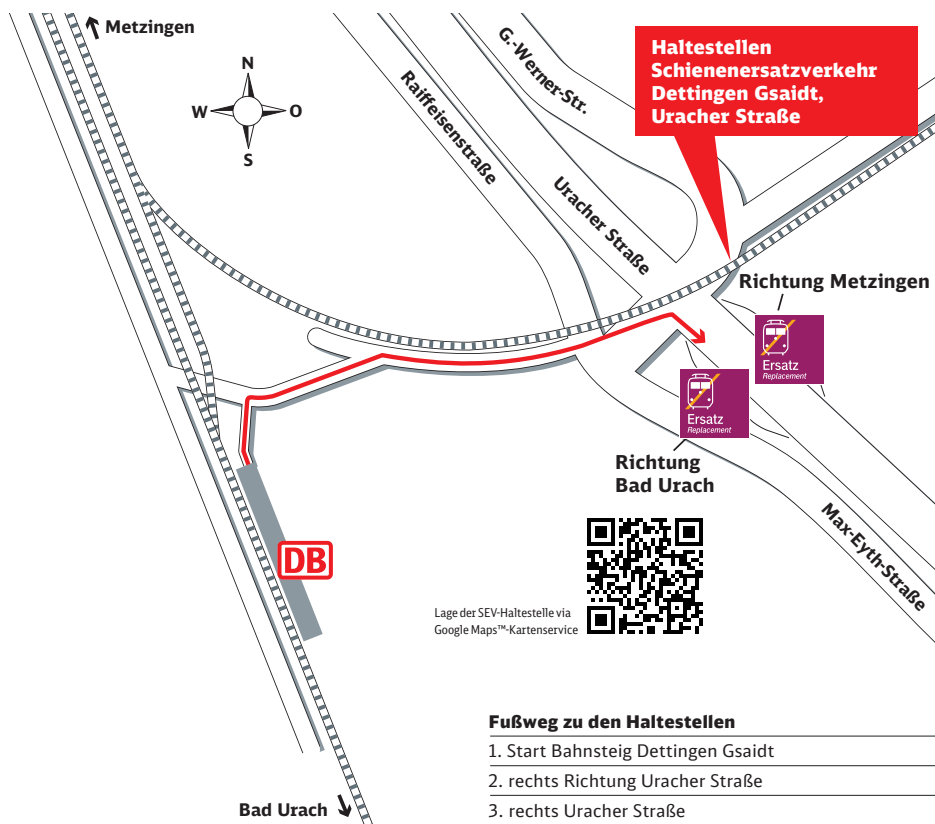 Metzingen
N
W
O
S
G.-Werner-Str.
Raiffeisenstraße
Uracher Straße
Haltestellen
Schienenersatzverkehr
Dettingen Gsaidt,
Uracher Straße
Richtung Metzingen
Ersatz
Replacement
Ersatz
Replacement
Richtung
Bad Urach
Max-Eyth-Straße
DB
Lage der SEV-Haltestelle via
Google Maps™-Kartenservice
Fußweg zu den Haltestellen
1. Start Bahnsteig Dettingen Gsaidt
2. rechts Richtung Uracher Straße
3. rechts Uracher Straße
Bad Urach